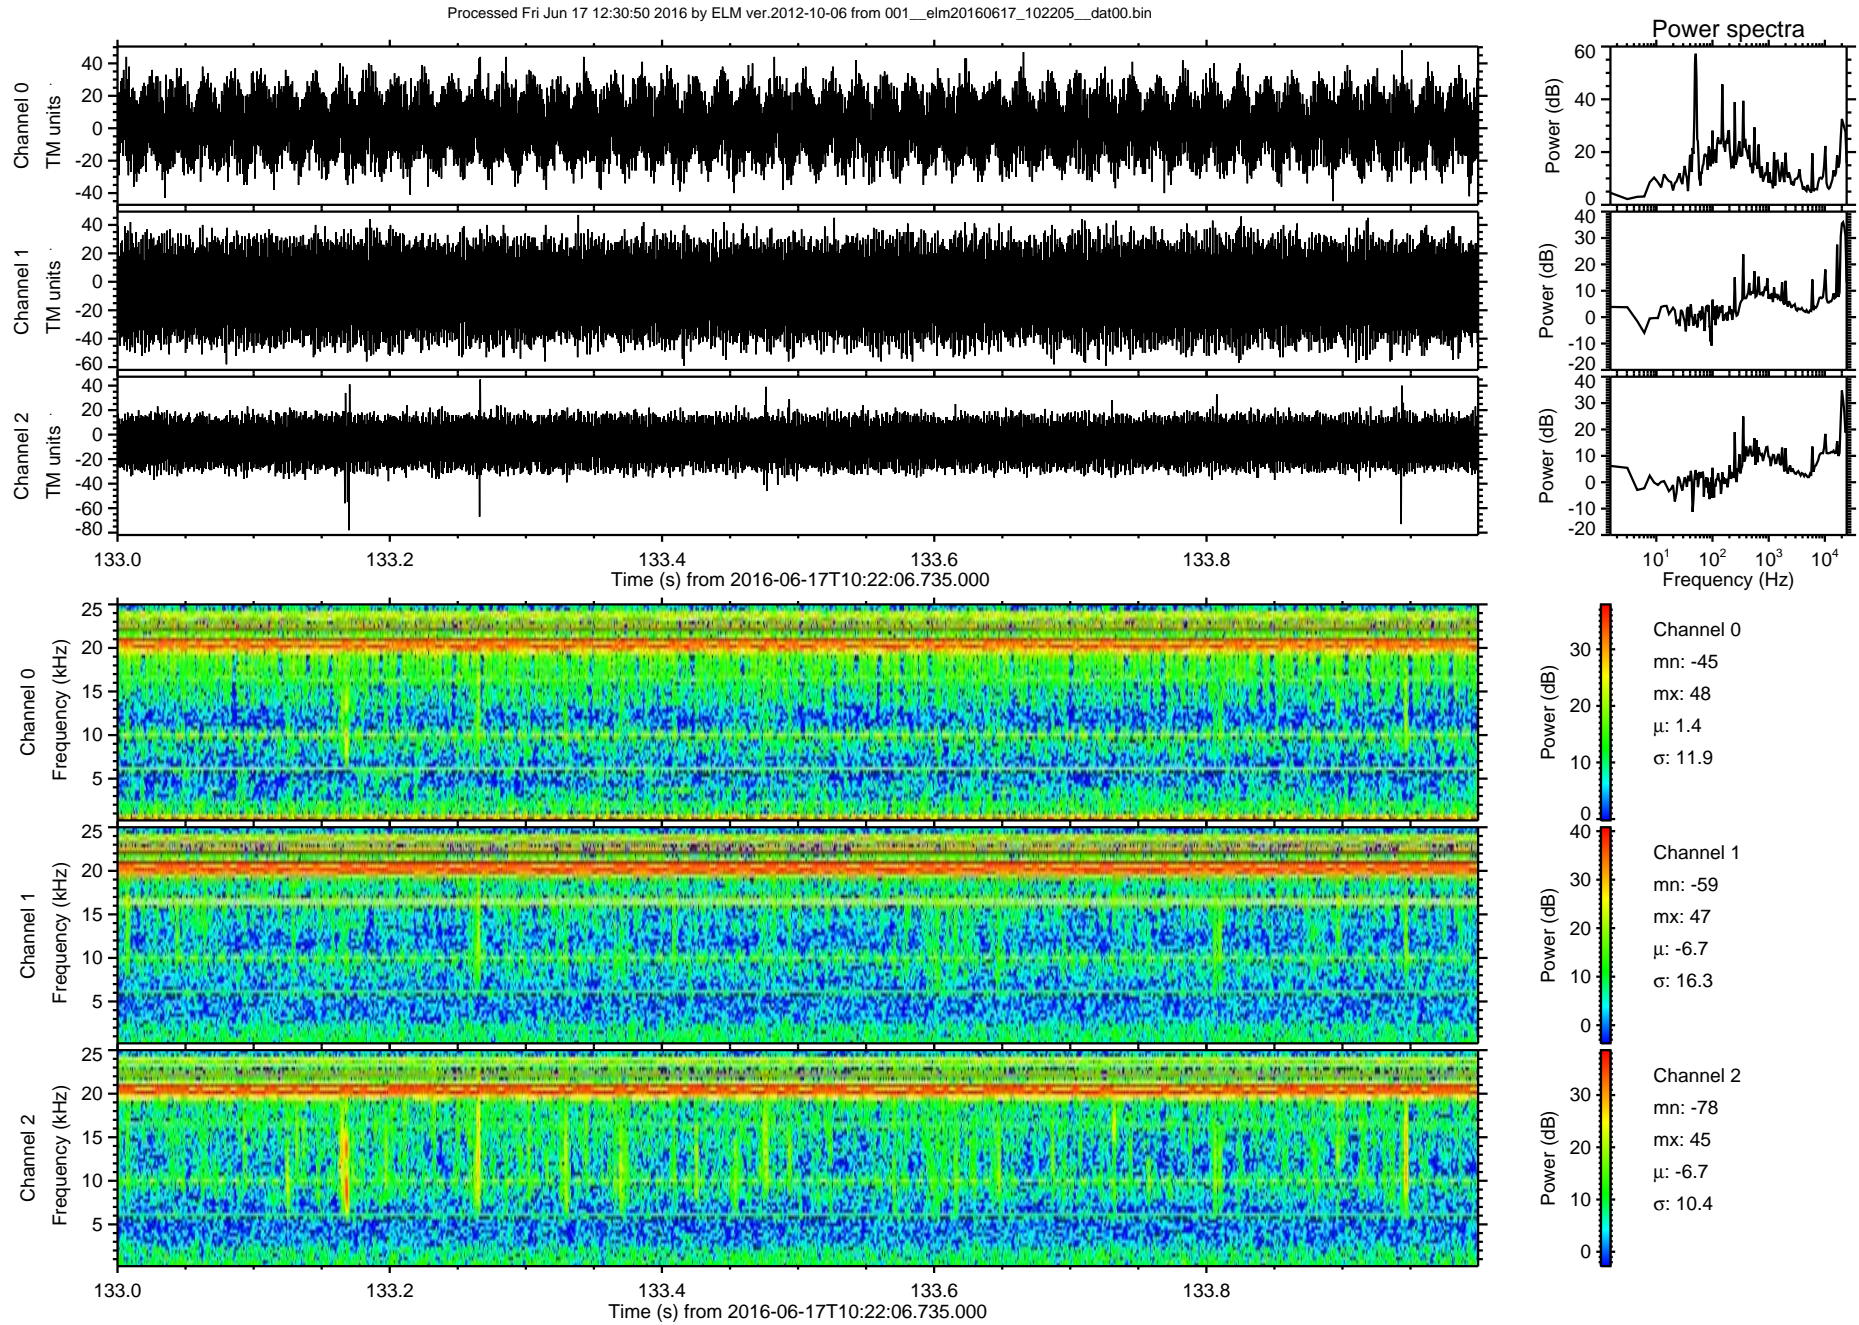 Processed Fri Jun 17 12:30:50 2016 by ELM ver.2012-10-06 from 001__elm20160617_102205__dat00.bin
Power spectra
Channel 0
TM units
40
20
0
-20
-40
Power (dB)
60
40
20
0
Channel 1
TM units
40
20
0
-20
-40
-60
Power (dB)
40
30
20
10
0
-10
-20
Channel 2
TM units
40
20
0
-20
-40
-60
-80
Power (dB)
40
30
20
10
0
-10
-20
133.0 133.2 133.4 133.6 133.8
Time (s) from 2016-06-17T10:22:06.735.000
10¹ 10² 10³ 10⁴
Frequency (Hz)
Channel 0
Frequency (kHz)
25
20
15
10
5
Power (dB)
30
20
10
0
Channel 0
mn: -45
mx: 48
μ: 1.4
σ: 11.9
Channel 1
Frequency (kHz)
25
20
15
10
5
Power (dB)
40
30
20
10
0
Channel 1
mn: -59
mx: 47
μ: -6.7
σ: 16.3
Channel 2
Frequency (kHz)
25
20
15
10
5
Power (dB)
30
20
10
0
Channel 2
mn: -78
mx: 45
μ: -6.7
σ: 10.4
133.0 133.2 133.4 133.6 133.8
Time (s) from 2016-06-17T10:22:06.735.000